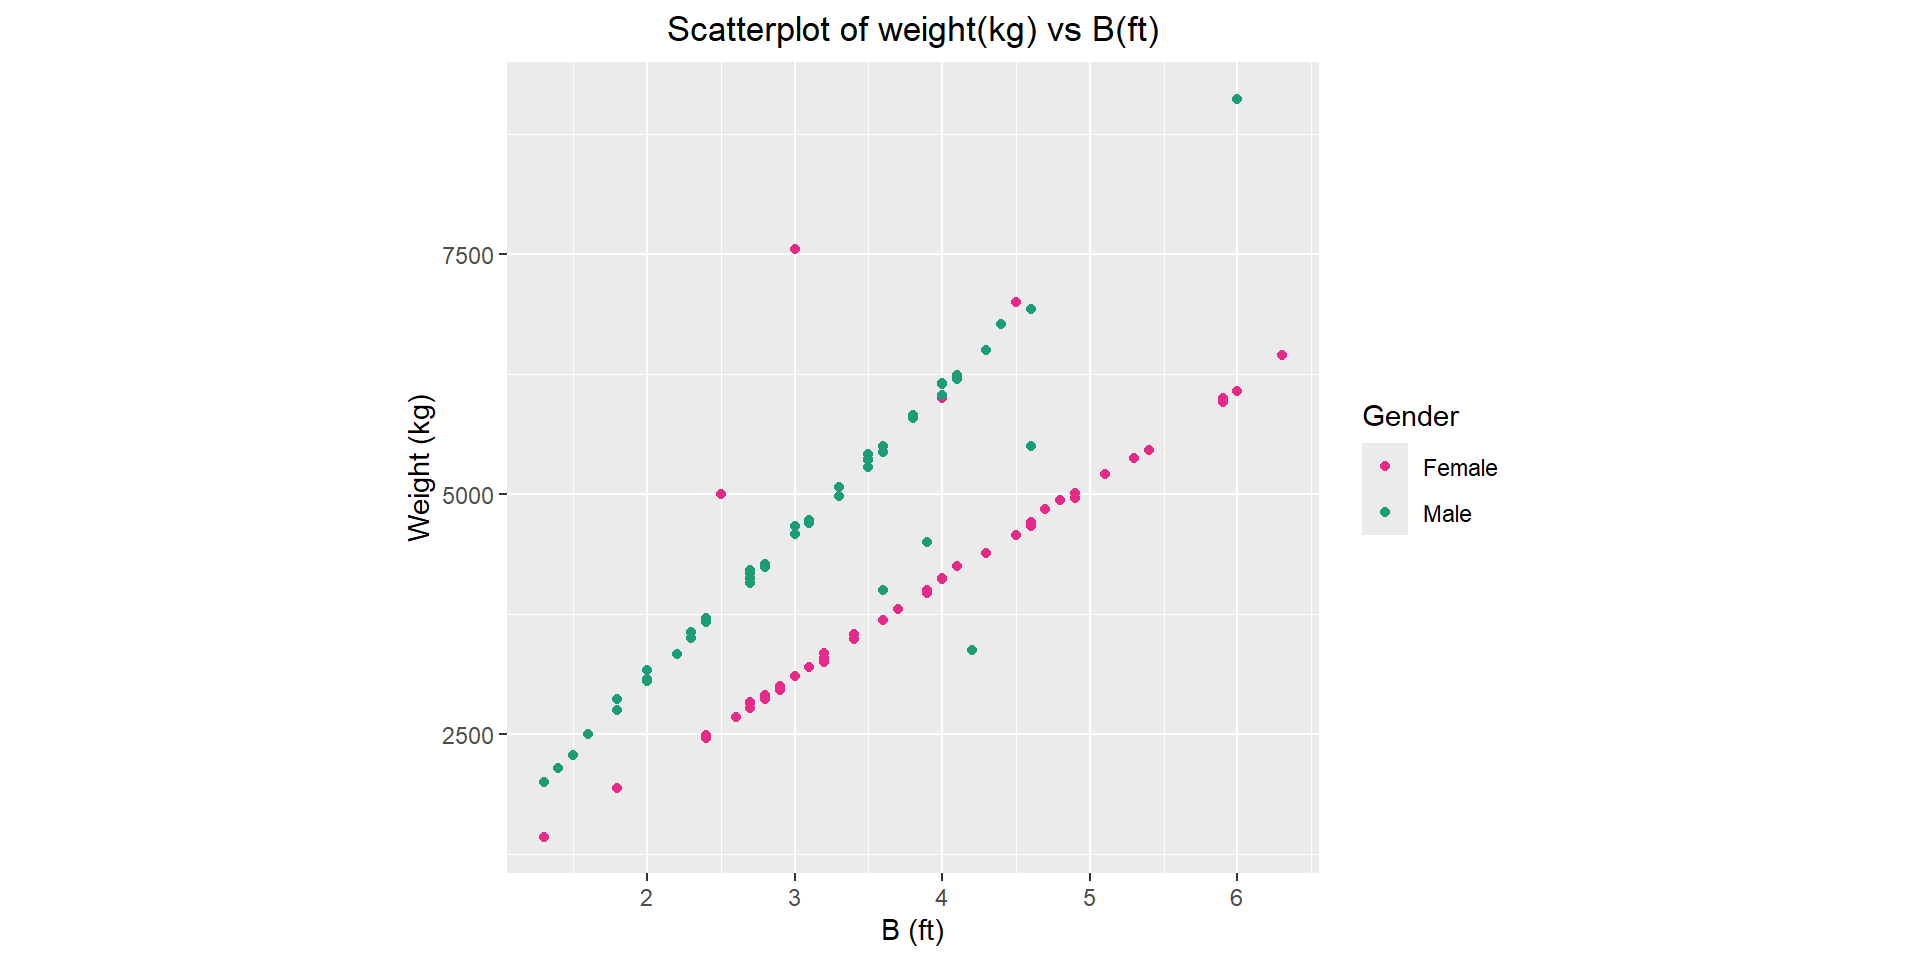 Scatterplot of weight(kg) vs B(ft)
Weight (kg)
7500
5000
2500
2 3 4 5 6
B (ft)
Gender
Female
Male